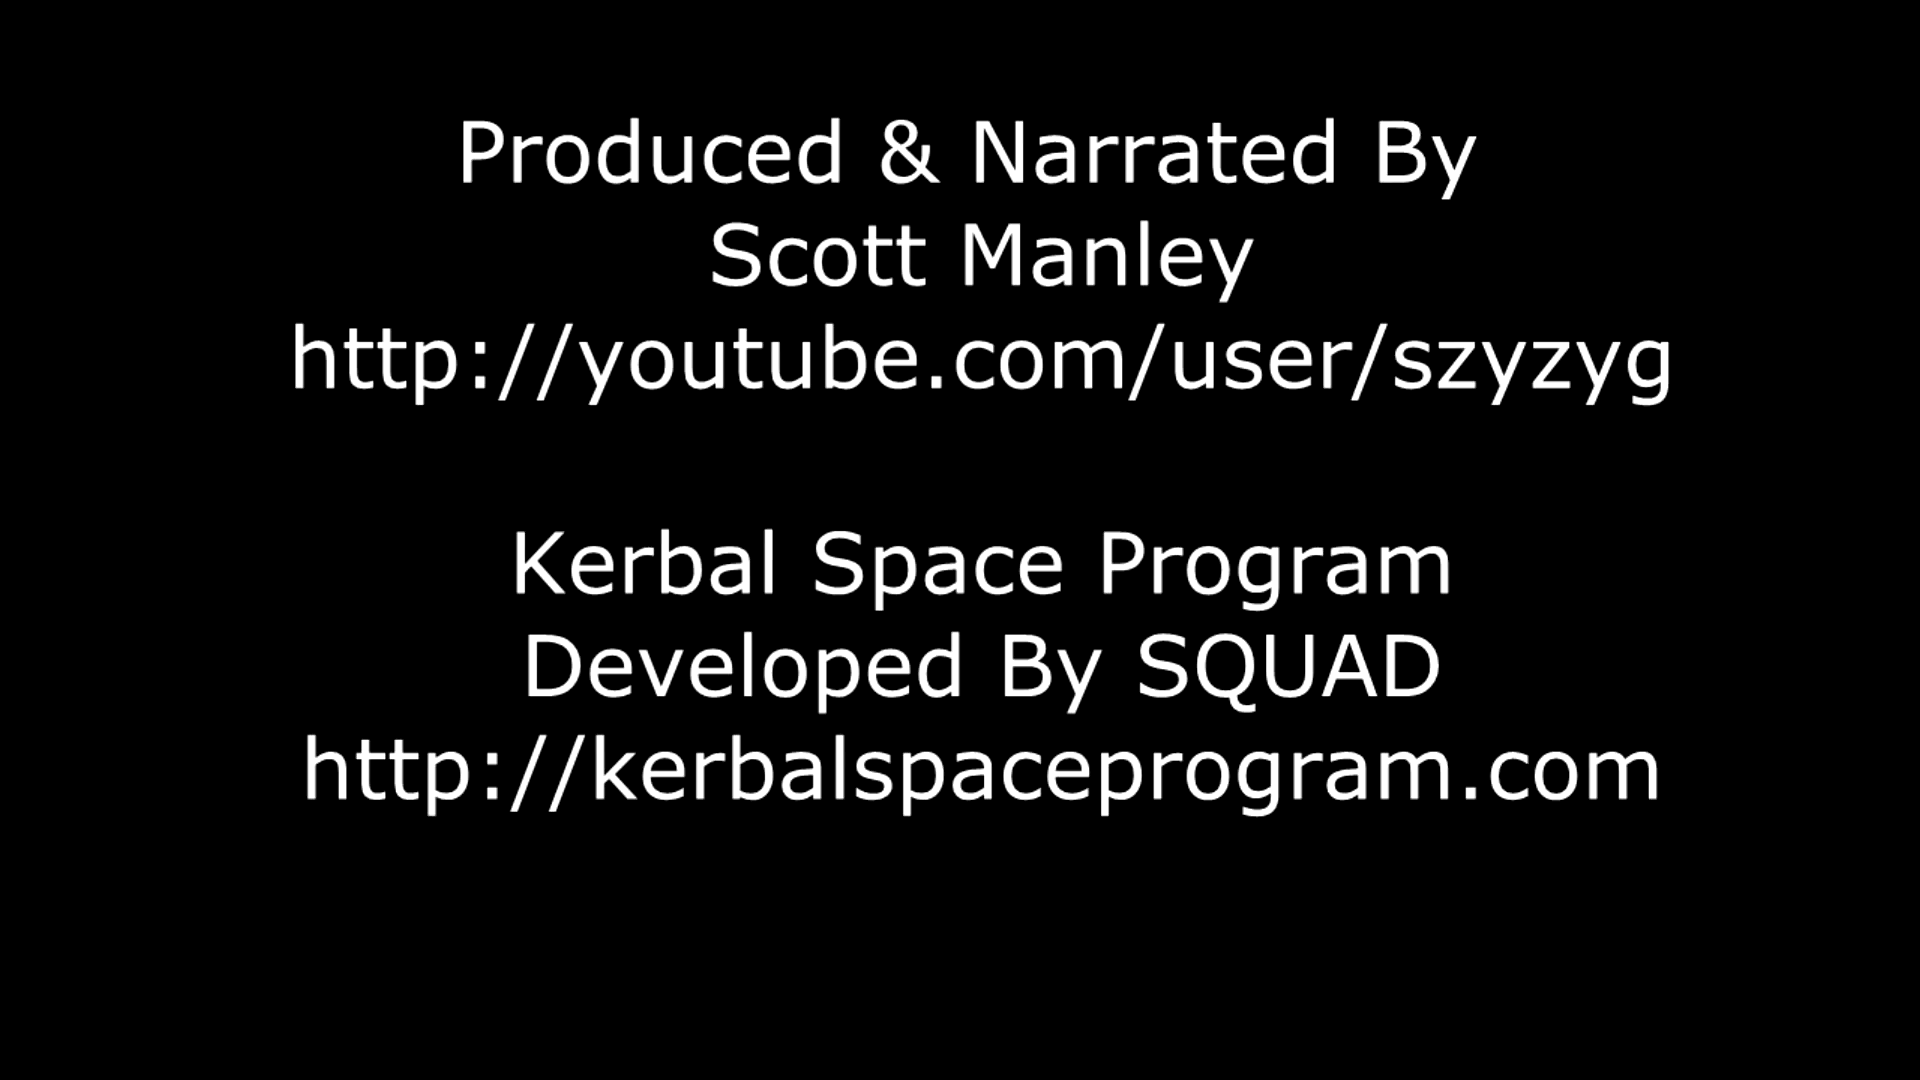 Produced & Narrated By
Scott Manley
http://youtube.com/user/szyzyg
Kerbal Space Program
Developed By SQUAD
http://kerbalspaceprogram.com